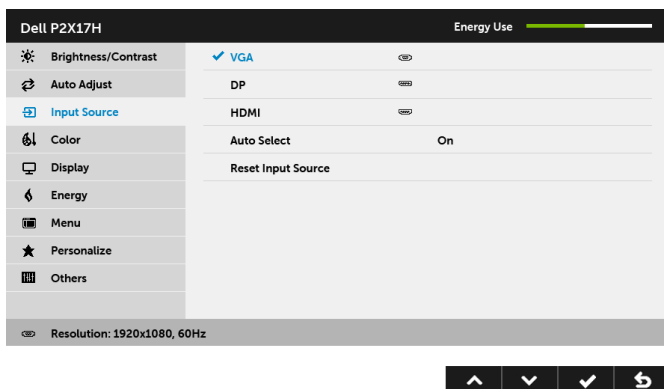 Dell P2X17H Energy Use
Brightness/Contrast VGA
Auto Adjust DP
Input Source HDMI
Color Auto Select On
Display Reset Input Source
Energy
Menu
Personalize
Others
Resolution: 1920x1080, 60Hz